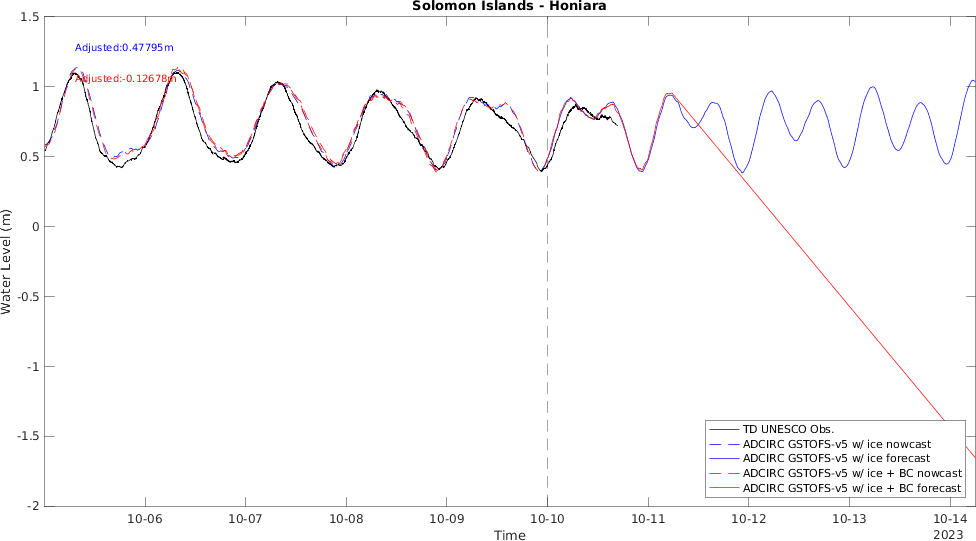 Solomon Islands - Honiara
Adjusted:0.47795m
Adjusted:-0.12678m
1.5
1
0.5
0
-0.5
-1
-1.5
-2
Water Level (m)
TD UNESCO Obs.
ADCIRC GSTOFS-v5 w/ ice nowcast
ADCIRC GSTOFS-v5 w/ ice forecast
ADCIRC GSTOFS-v5 w/ ice + BC nowcast
ADCIRC GSTOFS-v5 w/ ice + BC forecast
10-06 10-07 10-08 10-09 10-10 10-11 10-12 10-13 10-14
Time
2023